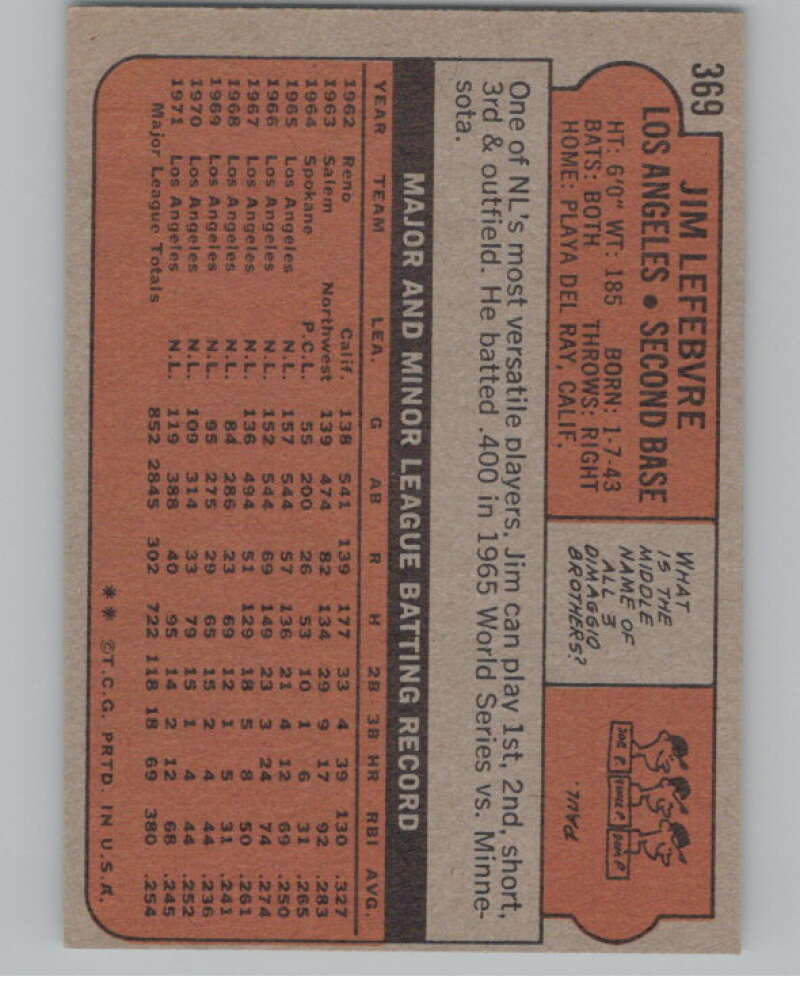 369
JIM LEFEBVRE
LOS ANGELES • SECOND BASE
HT: 6'0" WT: 185 BORN: 1-7-43
BATS: BOTH THROWS: RIGHT
HOME: PLAYA DEL RAY, CALIF.
WHAT
IS THE
MIDDLE
NAME OF
ALL 3
DIMAGGIO
BROTHERS?
JOE P. VINCE P. DOM P.
PAUL.
One of NL's most versatile players, Jim can play 1st, 2nd, short,
3rd & outfield. He batted .400 in 1965 World Series vs. Minne-
sota.
MAJOR AND MINOR LEAGUE BATTING RECORD
YEAR TEAM LEA. G AB R H 2B 3B HR RBI AVG.
1962 Reno Calif. 138 541 139 177 33 4 39 130 .327
1963 Salem Northwest 139 474 82 134 29 9 17 92 .283
1964 Spokane P.C.L. 55 200 26 53 10 1 6 31 .265
1965 Los Angeles N.L. 157 544 57 136 21 4 12 69 .250
1966 Los Angeles N.L. 152 544 69 149 23 3 24 74 .274
1967 Los Angeles N.L. 136 494 51 129 18 5 8 50 .261
1968 Los Angeles N.L. 84 286 23 69 12 1 5 31 .241
1969 Los Angeles N.L. 95 275 29 65 15 2 4 44 .236
1970 Los Angeles N.L. 109 314 33 79 15 1 4 44 .252
1971 Los Angeles N.L. 119 388 40 95 14 2 12 68 .245
Major League Totals 852 2845 302 722 118 18 69 380 .254
** ©T.C.G. PRTD. IN U.S.A.